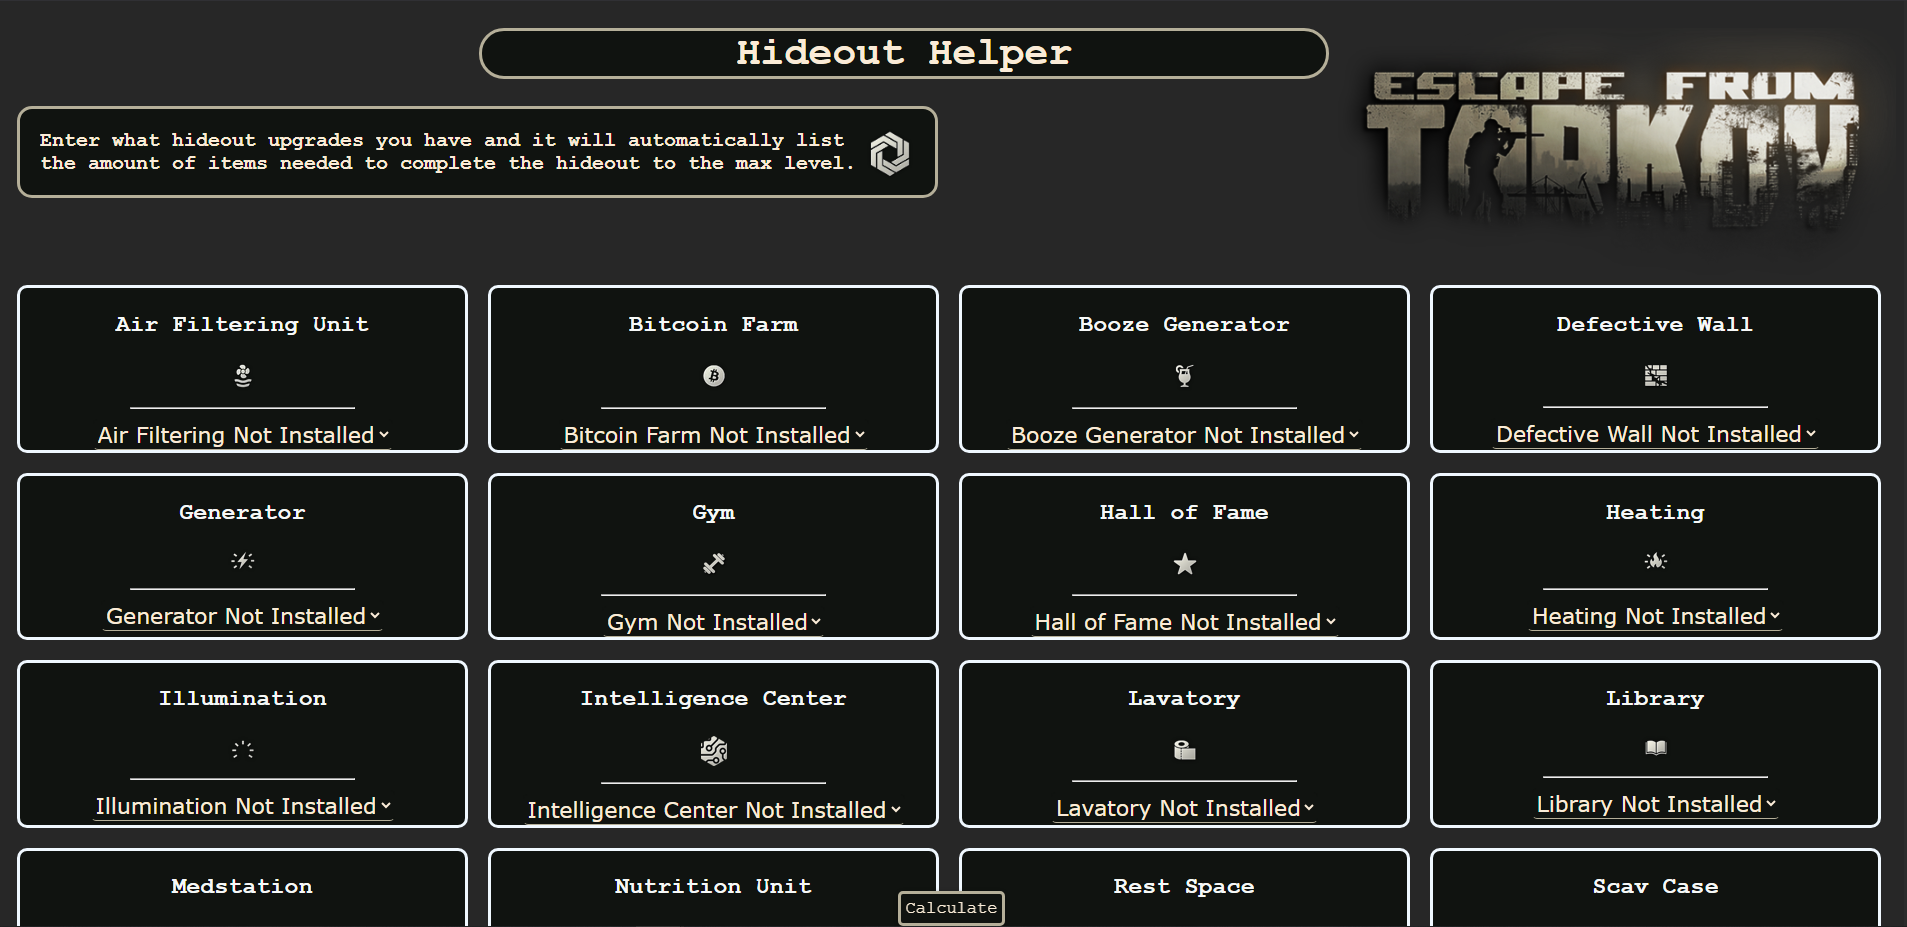 Hideout Helper
ESCAPE FROM
TARKOV
Enter what hideout upgrades you have and it will automatically list
the amount of items needed to complete the hideout to the max level.
Air Filtering Unit
Air Filtering Not Installed
Bitcoin Farm
Bitcoin Farm Not Installed
Booze Generator
Booze Generator Not Installed
Defective Wall
Defective Wall Not Installed
Generator
Generator Not Installed
Gym
Gym Not Installed
Hall of Fame
Hall of Fame Not Installed
Heating
Heating Not Installed
Illumination
Illumination Not Installed
Intelligence Center
Intelligence Center Not Installed
Lavatory
Lavatory Not Installed
Library
Library Not Installed
Medstation
Nutrition Unit
Rest Space
Scav Case
Calculate